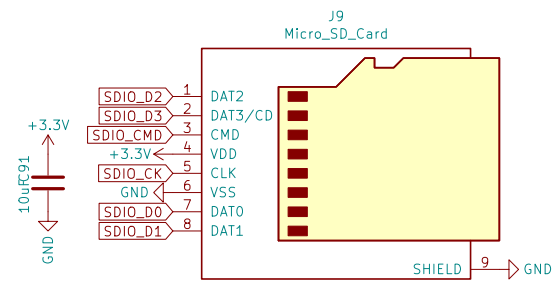 J9
Micro_SD_Card
SDIO_D2 1 DAT2
SDIO_D3 2 DAT3/CD
SDIO_CMD 3 CMD
+3.3V 4 VDD
SDIO_CK 5 CLK
GND 6 VSS
SDIO_D0 7 DAT0
SDIO_D1 8 DAT1
SHIELD 9 GND
+3.3V
C91
10uF
GND